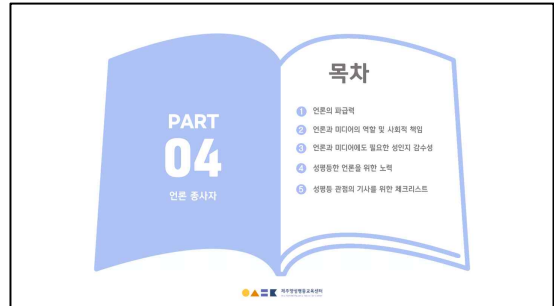 PART
04
언론 종사자
목차
1 언론의 파급력
2 언론과 미디어의 역할 및 사회적 책임
3 언론과 미디어에도 필요한 성인지 감수성
4 성평등한 언론을 위한 노력
5 성평등 관점의 기사를 위한 체크리스트
제주양성평등교육센터